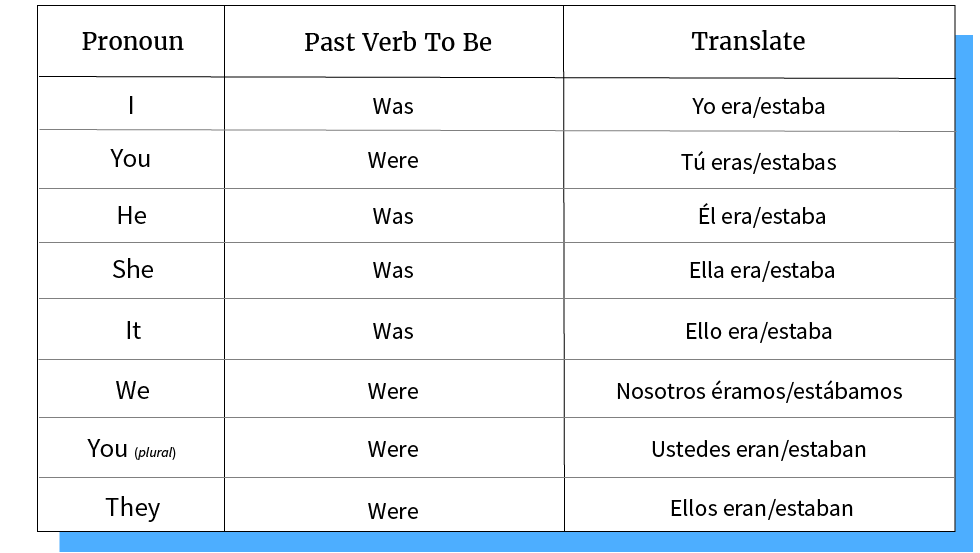 Pronoun Past Verb To Be Translate
I Was Yo era/estaba
You Were Tú eras/estabas
He Was Él era/estaba
She Was Ella era/estaba
It Was Ello era/estaba
We Were Nosotros éramos/estábamos
You (plural) Were Ustedes eran/estaban
They Were Ellos eran/estaban